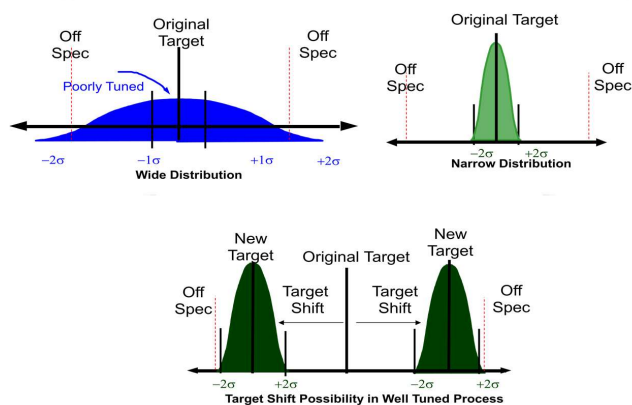 Original
Target
Off
Spec
Off
Spec
Poorly Tuned
−2σ −1σ +1σ +2σ
Wide Distribution
Original Target
Off
Spec
Off
Spec
−2σ +2σ
Narrow Distribution
New
Target
Original Target
New
Target
Off
Spec
Target
Shift
Target
Shift
Off
Spec
−2σ +2σ −2σ +2σ
Target Shift Possibility in Well Tuned Process